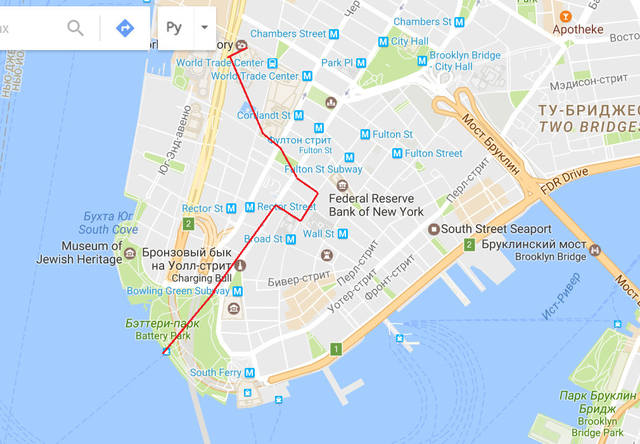 Ру
Chambers Street
Chambers St
Apotheke
City Hall
City Hall
Brooklyn Bridge
World Trade Center
World Trade Center
Park Pl
Мэдисон-стрит
ТУ-БРИДЖЕС
TWO BRIDGES
Cortlandt St
Мост Бруклин
Юг-Энд-авеню
Фултон стрит
Fulton St
Fulton St
Fulton Street
Fulton St Subway
Перл-стрит
FDR Drive
Federal Reserve
Bank of New York
Rector St
Rector Street
Бухта Юг
South Cove
2
South Street Seaport
Wall St
Broad St
2
Бруклинский мост
Brooklyn Bridge
Museum of
Jewish Heritage
Бронзовый бык
на Уолл-стрит
Charging Bull
Перл-стрит
Бивер-стрит
Уотер-стрит
Фронт-стрит
Bowling Green Subway
Ист-Ривер
Бэттери-парк
Battery Park
1
South Ferry
Парк Бруклин
Бридж
Brooklyn
Bridge Park